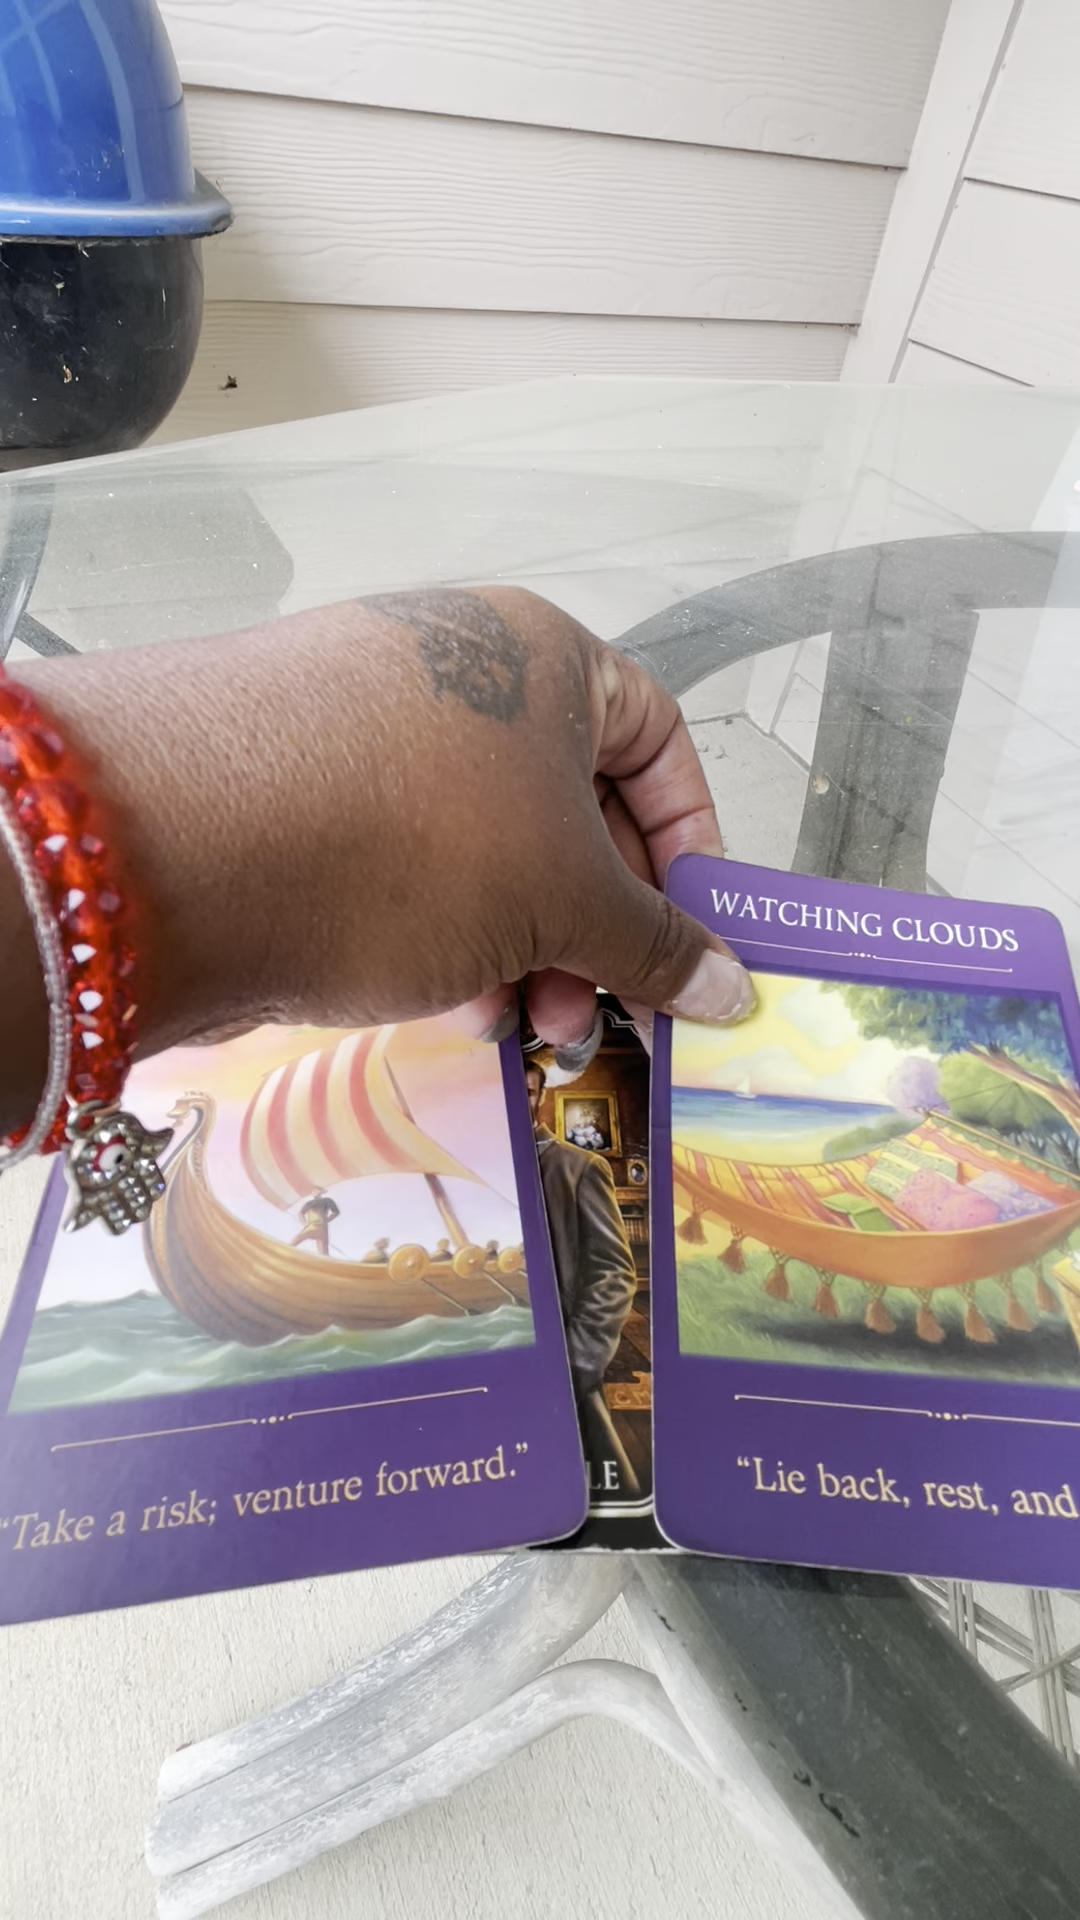 WATCHING CLOUDS
"Take a risk; venture forward."
LE
"Lie back, rest, and